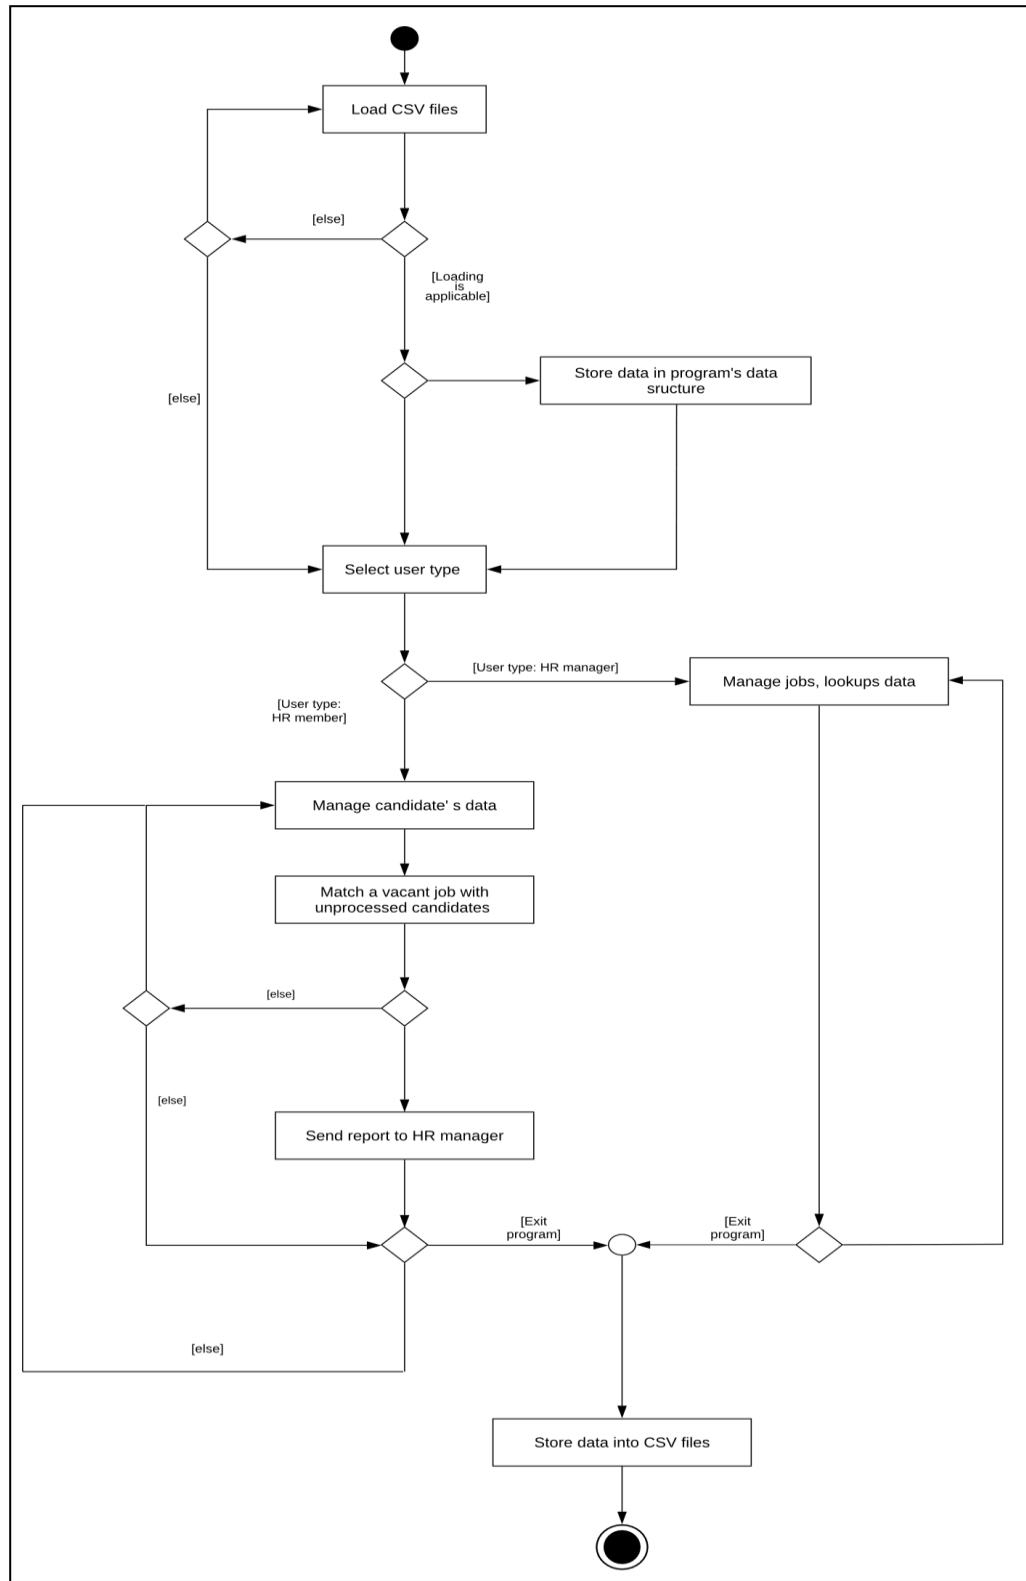 Load CSV files
[else]
[Loading
is
applicable]
Store data in program's data
sructure
[else]
Select user type
[User type: HR manager]
Manage jobs, lookups data
[User type:
HR member]
Manage candidate' s data
Match a vacant job with
unprocessed candidates
[else]
[else]
Send report to HR manager
[Exit
program]
[Exit
program]
[else]
Store data into CSV files